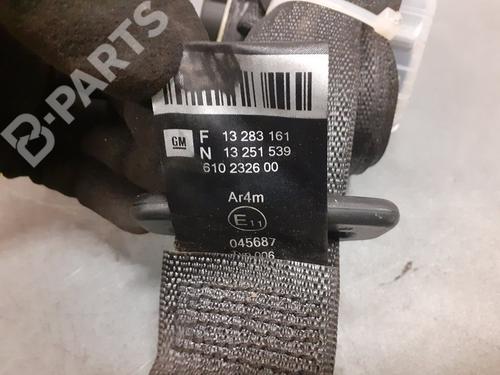 B-PARTS
GM
F 13 283 161
N 13 251 539
610 2326 00
Ar4m
E11
045687